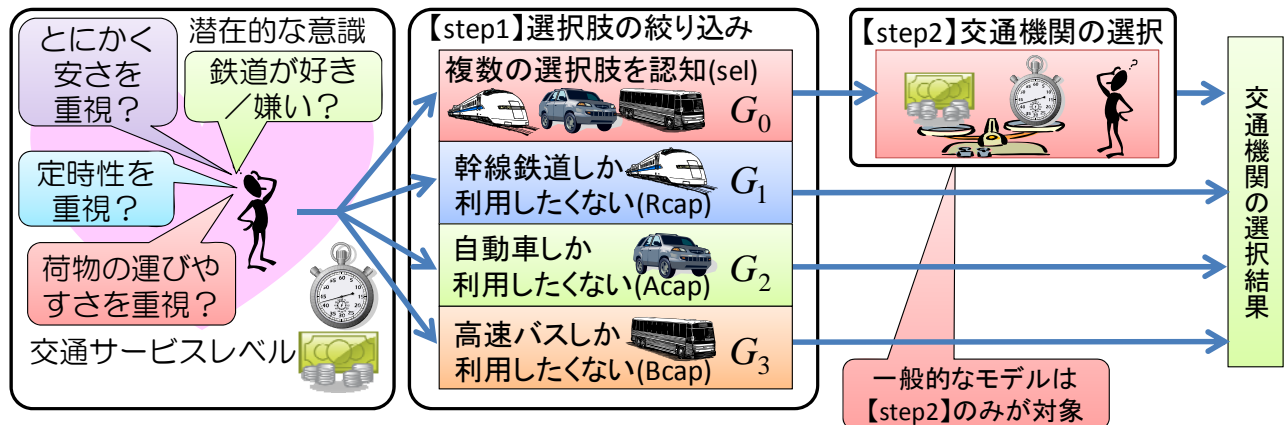 とにかく
安さを
重視?
潜在的な意識
鉄道が好き
/嫌い?
定時性を
重視?
荷物の運びや
すさを重視?
交通サービスレベル
【step1】選択肢の絞り込み
複数の選択肢を認知(sel)
G0
幹線鉄道しか
利用したくない(Rcap)
G1
自動車しか
利用したくない(Acap)
G2
高速バスしか
利用したくない(Bcap)
G3
【step2】交通機関の選択
?
一般的なモデルは
【step2】のみが対象
交通機関の選択結果